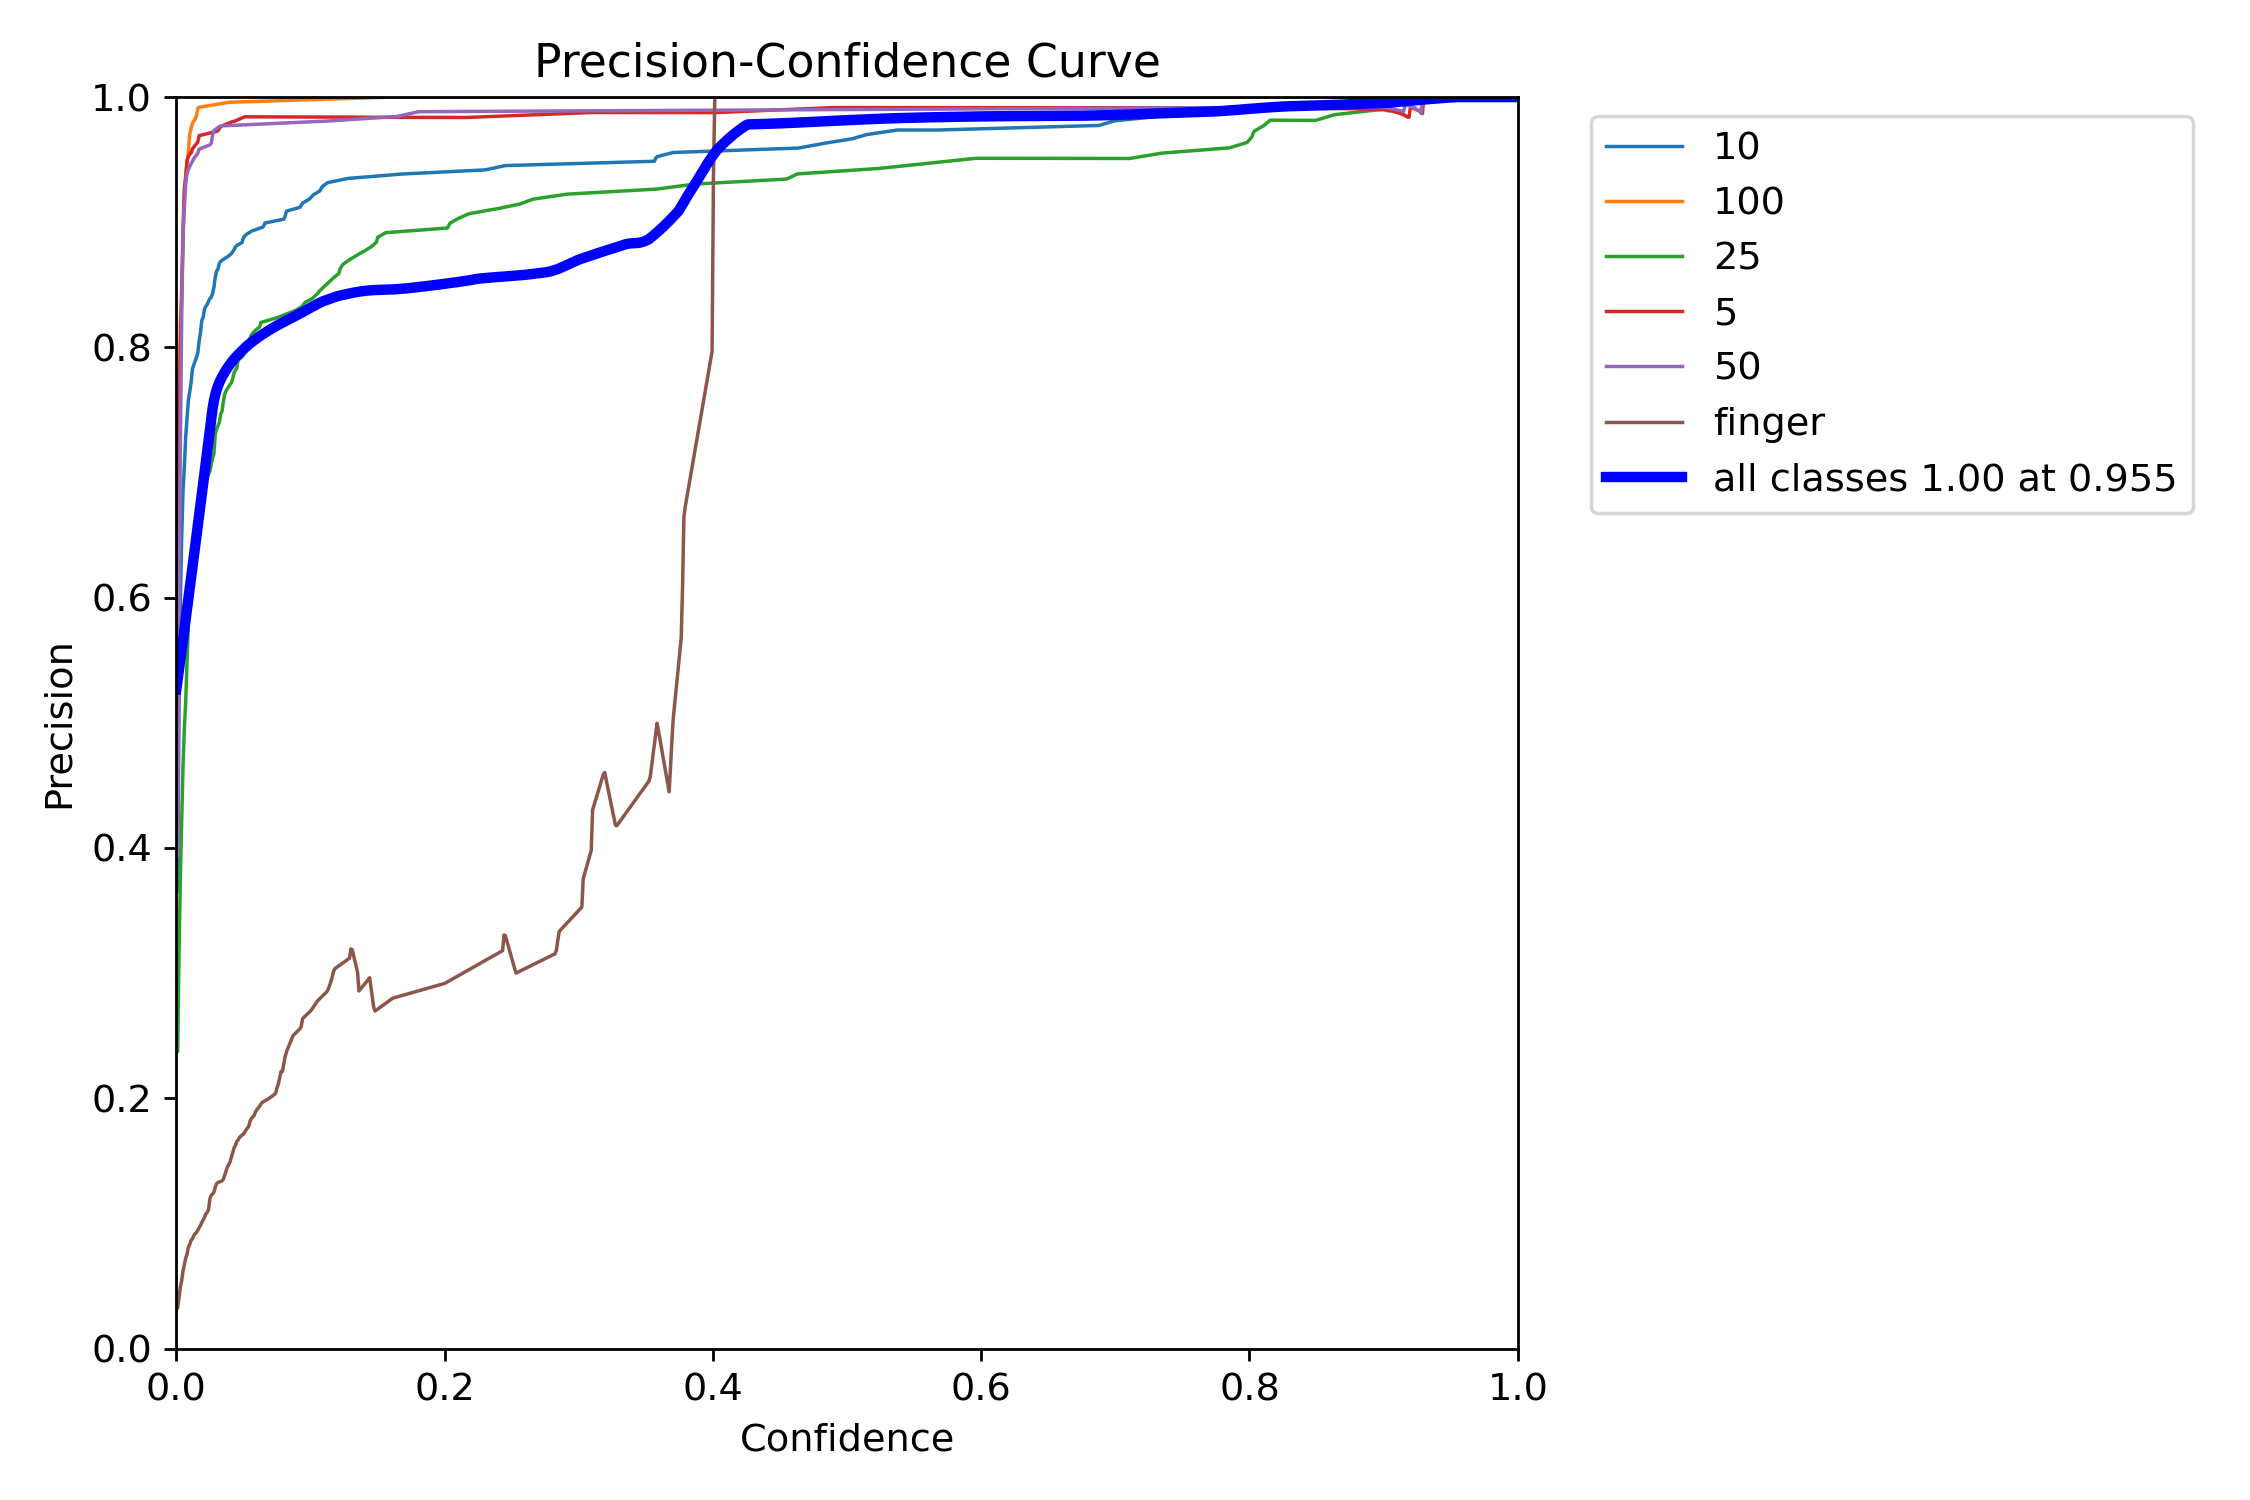 Precision-Confidence Curve
1.0
0.8
0.6
0.4
0.2
0.0
Precision
0.0 0.2 0.4 0.6 0.8 1.0
Confidence
10
100
25
5
50
finger
all classes 1.00 at 0.955